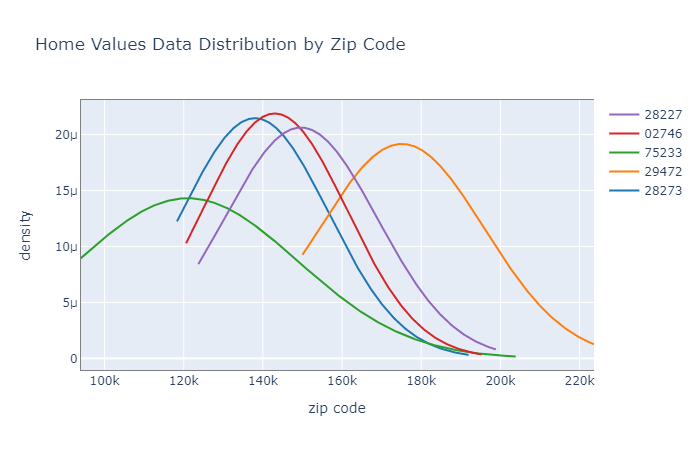 Home Values Data Distribution by Zip Code
28227
02746
75233
29472
28273
20μ
15μ
10μ
5μ
0
density
100k 120k 140k 160k 180k 200k 220k
zip code